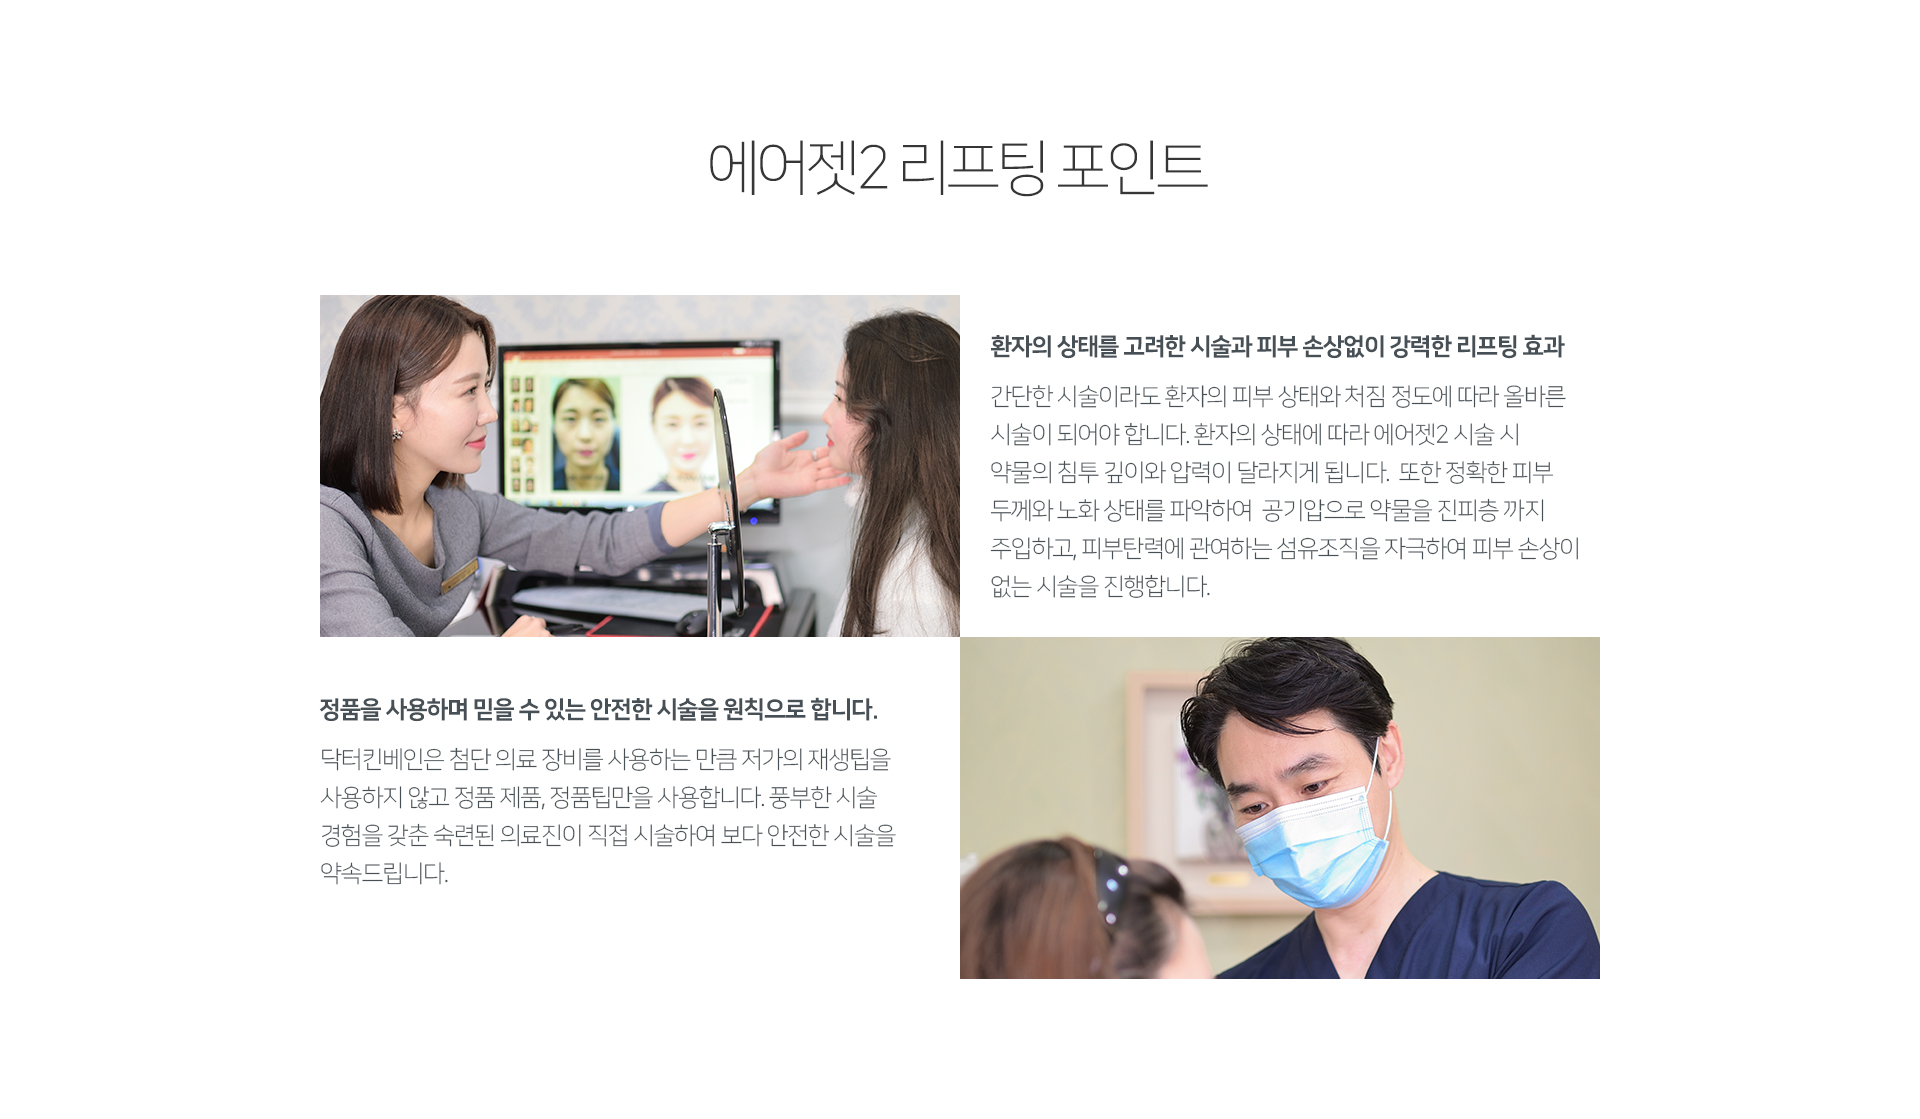 에어젯2 리프팅 포인트
환자의 상태를 고려한 시술과 피부 손상없이 강력한 리프팅 효과
간단한 시술이라도 환자의 피부 상태와 처짐 정도에 따라 올바른
시술이 되어야 합니다. 환자의 상태에 따라 에어젯2 시술 시
약물의 침투 깊이와 압력이 달라지게 됩니다. 또한 정확한 피부
두께와 노화 상태를 파악하여 공기압으로 약물을 진피층 까지
주입하고, 피부탄력에 관여하는 섬유조직을 자극하여 피부 손상이
없는 시술을 진행합니다.
정품을 사용하며 믿을 수 있는 안전한 시술을 원칙으로 합니다.
닥터킨베인은 첨단 의료 장비를 사용하는 만큼 저가의 재생팁을
사용하지 않고 정품 제품, 정품팁만을 사용합니다. 풍부한 시술
경험을 갖춘 숙련된 의료진이 직접 시술하여 보다 안전한 시술을
약속드립니다.